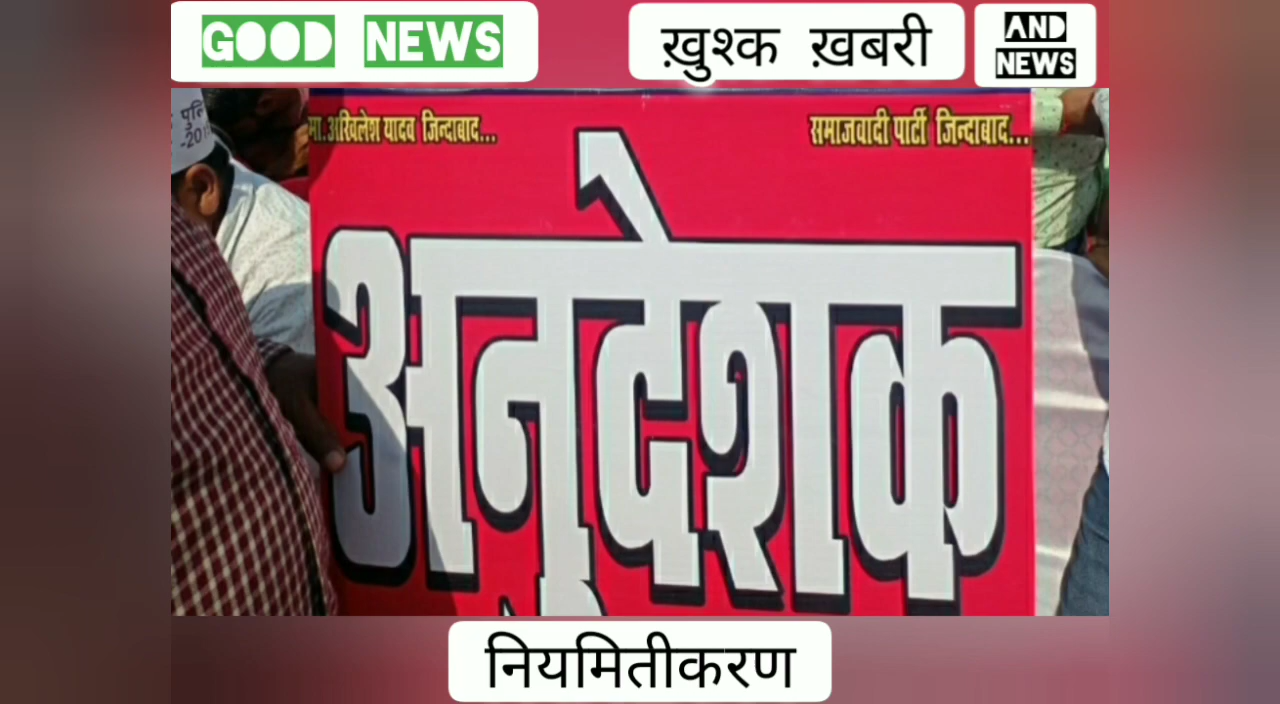 GOOD NEWS
ख़ुश्क ख़बरी
AND
NEWS
मा.अखिलेश यादव जिन्दाबाद...
समाजवादी पार्टी जिन्दाबाद...
अनुदेशक
नियमितीकरण